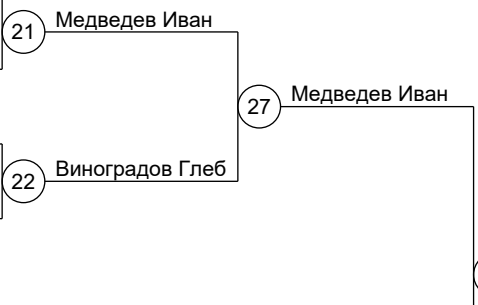 21 Медведев Иван
27 Медведев Иван
22 Виноградов Глеб